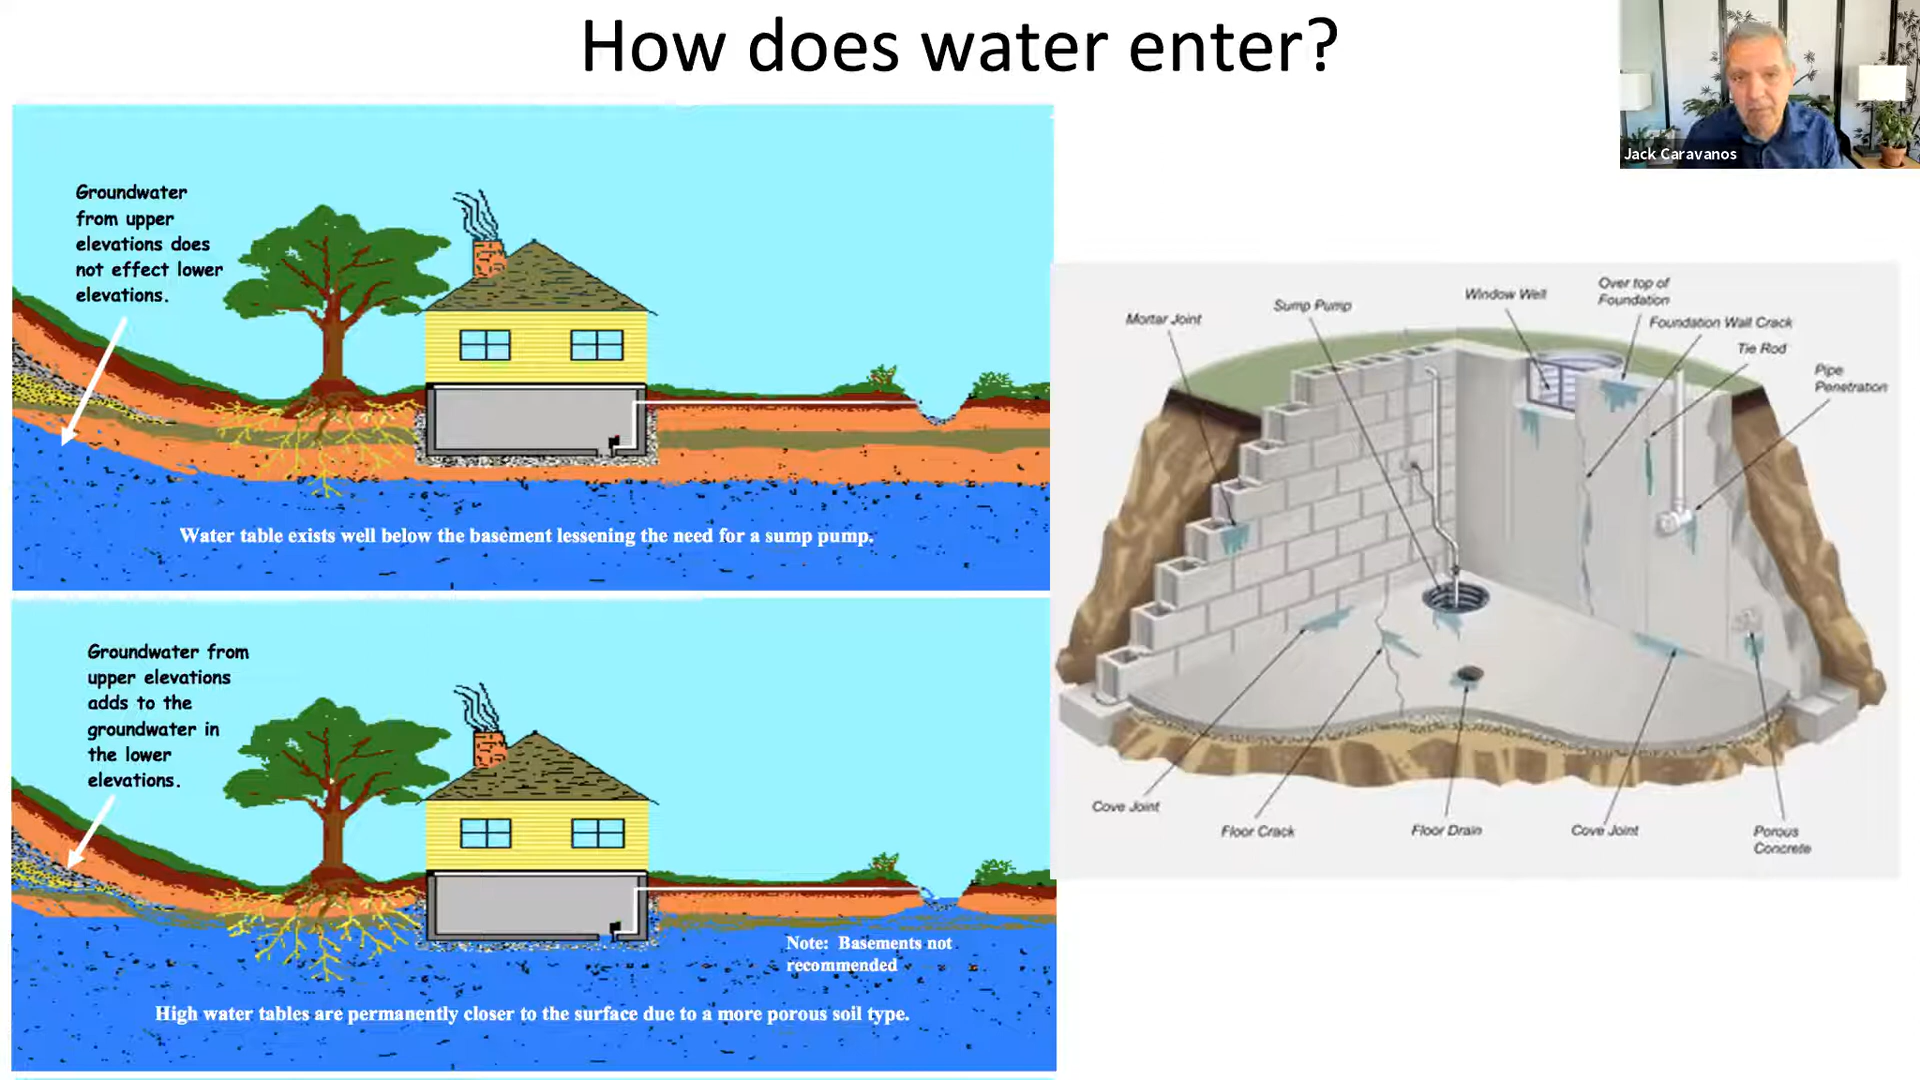 How does water enter?
Jack Caravanos
Groundwater
from upper
elevations does
not effect lower
elevations.
Water table exists well below the basement lessening the need for a sump pump.
Groundwater from
upper elevations
adds to the
groundwater in
the lower
elevations.
Note: Basements not
recommended
High water tables are permanently closer to the surface due to a more porous soil type.
Mortar Joint
Sump Pump
Window Well
Over top of
Foundation
Foundation Wall Crack
Tie Rod
Pipe
Penetration
Cove Joint
Floor Crack
Floor Drain
Cove Joint
Porous
Concrete